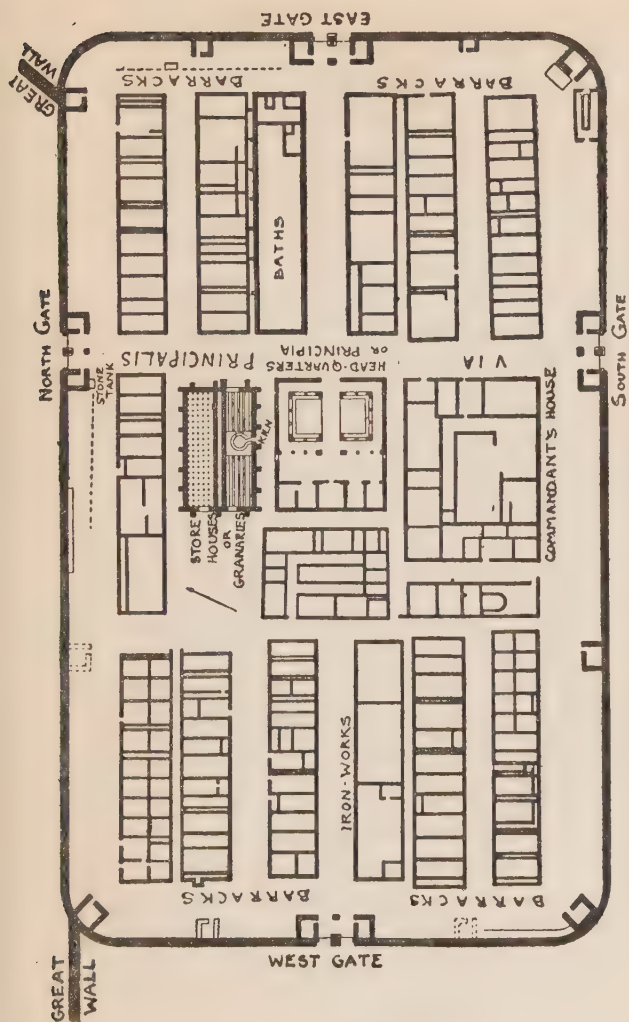 EAST GATE
GREAT
WALL
BARRACKS
BARRACKS
BATHS
NORTH GATE
STONE
TANK
PRINCIPALIS
HEAD-QUARTERS
OR PRINCIPIA
VIA
SOUTH GATE
KILN
STORE
HOUSES
OR
GRANARIES
COMMANDANT'S HOUSE
IRON-WORKS
BARRACKS
BARRACKS
WEST GATE
GREAT
WALL